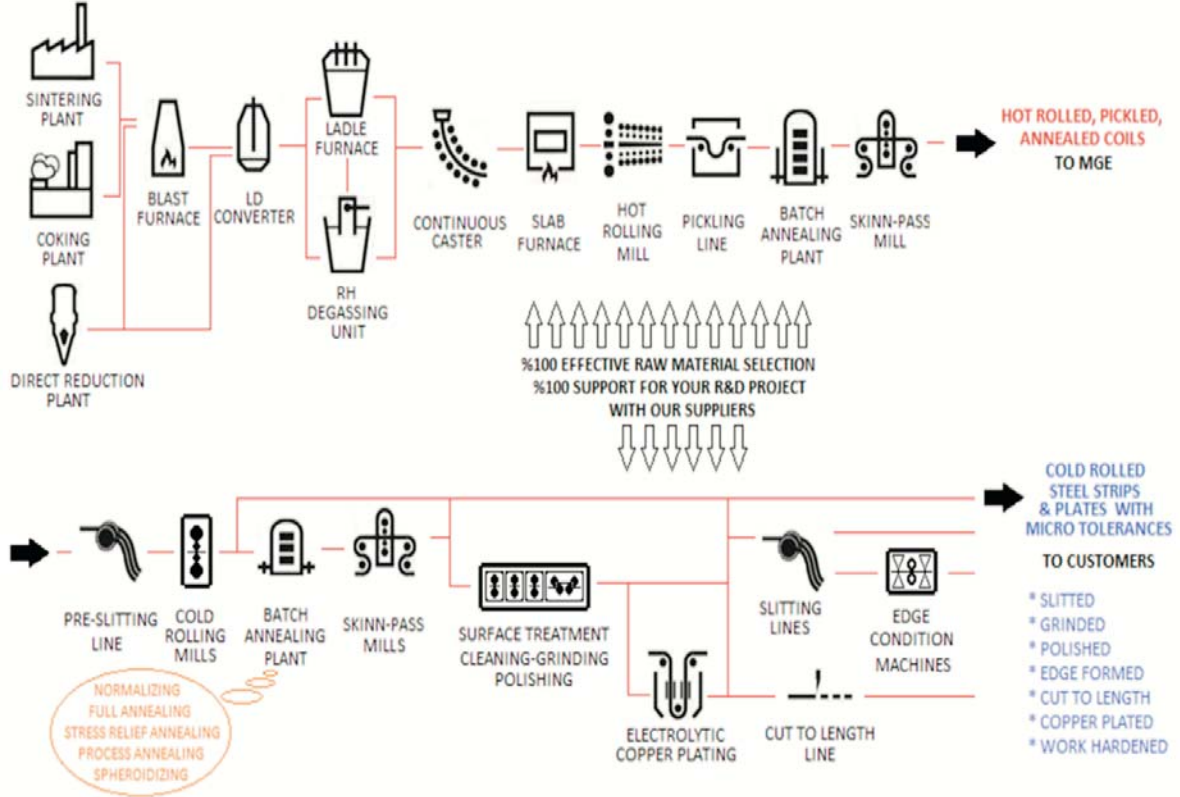 SINTERING
PLANT
COKING
PLANT
DIRECT REDUCTION
PLANT
BLAST
FURNACE
LD
CONVERTER
LADLE
FURNACE
RH
DEGASSING
UNIT
CONTINUOUS
CASTER
SLAB
FURNACE
HOT
ROLLING
MILL
PICKLING
LINE
BATCH
ANNEALING
PLANT
SKINN-PASS
MILL
HOT ROLLED, PICKLED,
ANNEALED COILS
TO MGE
%100 EFFECTIVE RAW MATERIAL SELECTION
%100 SUPPORT FOR YOUR R&D PROJECT
WITH OUR SUPPLIERS
PRE-SLITTING
LINE
COLD
ROLLING
MILLS
BATCH
ANNEALING
PLANT
NORMALIZING
FULL ANNEALING
STRESS RELIEF ANNEALING
PROCESS ANNEALING
SPHEROIDIZING
SKINN-PASS
MILLS
SURFACE TREATMENT
CLEANING-GRINDING
POLISHING
ELECTROLYTIC
COPPER PLATING
SLITTING
LINES
EDGE
CONDITION
MACHINES
CUT TO LENGTH
LINE
COLD ROLLED
STEEL STRIPS
& PLATES WITH
MICRO TOLERANCES
TO CUSTOMERS
* SLITTED
* GRINDED
* POLISHED
* EDGE FORMED
* CUT TO LENGTH
* COPPER PLATED
* WORK HARDENED